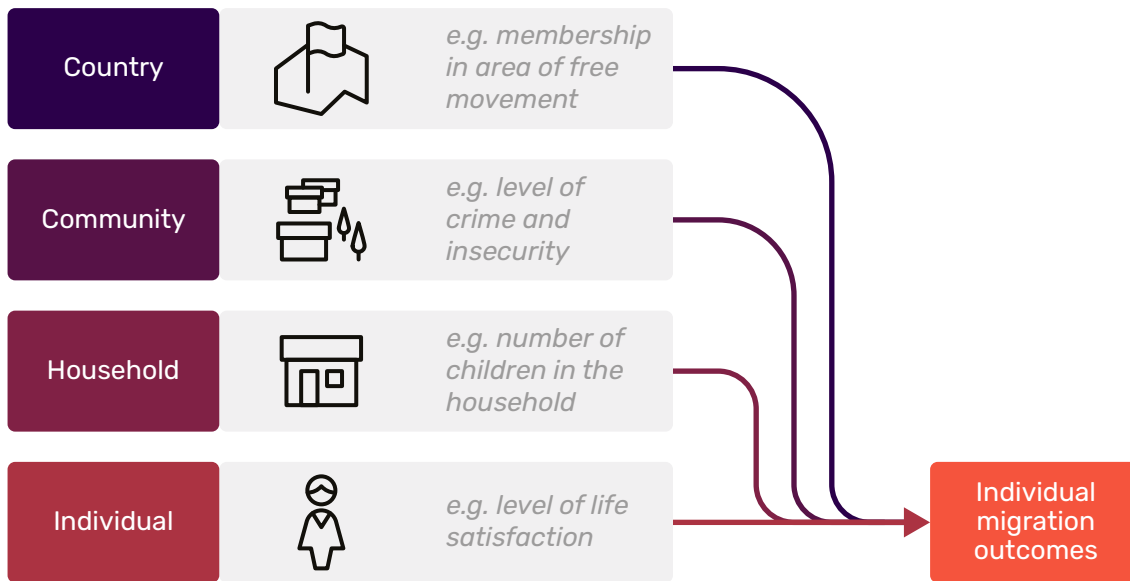 Country
e.g. membership
in area of free
movement
Community
e.g. level of
crime and
insecurity
Household
e.g. number of
children in the
household
Individual
e.g. level of life
satisfaction
Individual
migration
outcomes